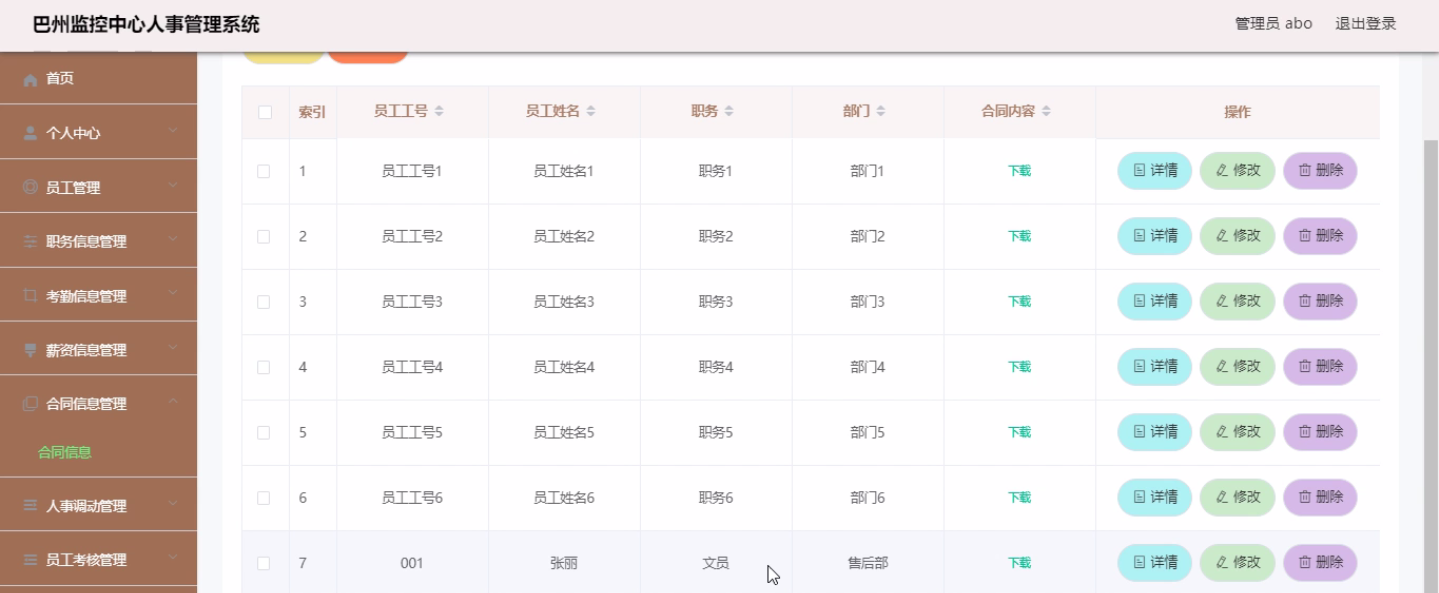 巴州监控中心人事管理系统 管理员 abo 退出登录
首页
个人中心
员工管理
职务信息管理
考勤信息管理
薪资信息管理
合同信息管理
合同信息
人事调动管理
员工考核管理
索引 员工工号 员工姓名 职务 部门 合同内容 操作
1 员工工号1 员工姓名1 职务1 部门1 下载 详情 修改 删除
2 员工工号2 员工姓名2 职务2 部门2 下载 详情 修改 删除
3 员工工号3 员工姓名3 职务3 部门3 下载 详情 修改 删除
4 员工工号4 员工姓名4 职务4 部门4 下载 详情 修改 删除
5 员工工号5 员工姓名5 职务5 部门5 下载 详情 修改 删除
6 员工工号6 员工姓名6 职务6 部门6 下载 详情 修改 删除
7 001 张丽 文员 售后部 下载 详情 修改 删除